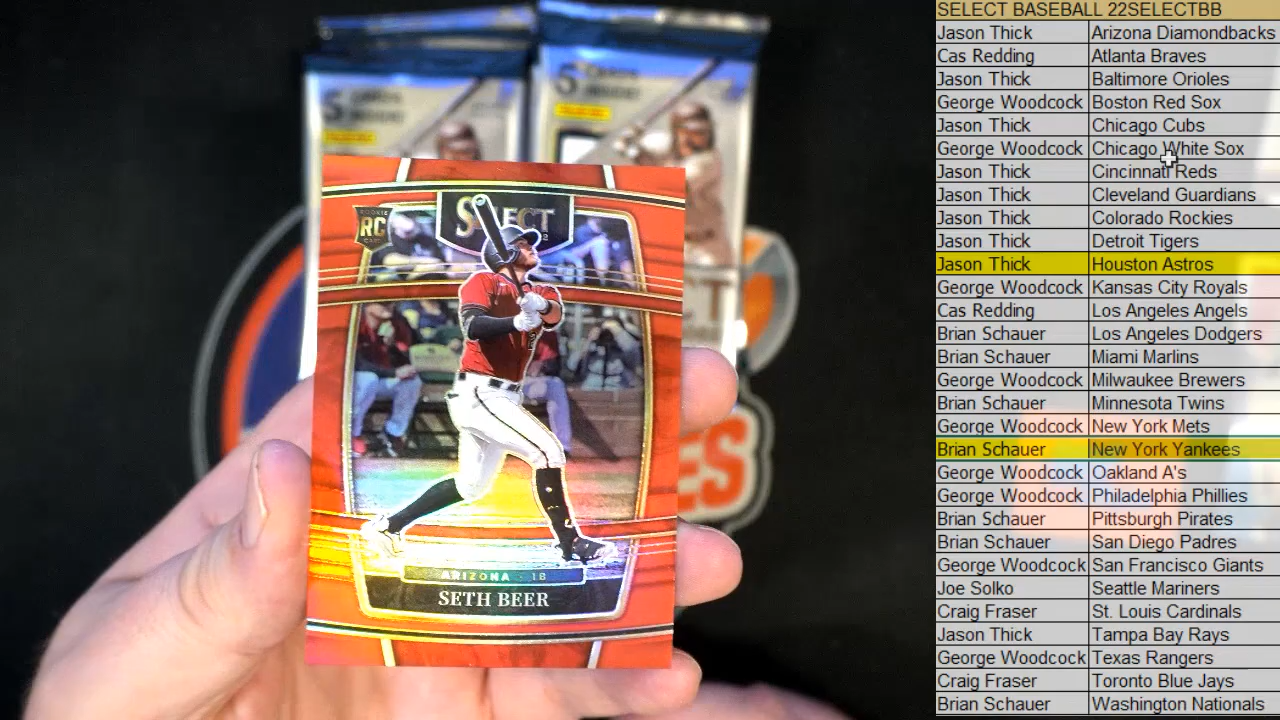 SELECT BASEBALL 22SELECTBB
Jason Thick Arizona Diamondbacks
Cas Redding Atlanta Braves
Jason Thick Baltimore Orioles
George Woodcock Boston Red Sox
Jason Thick Chicago Cubs
George Woodcock Chicago White Sox
Jason Thick Cincinnati Reds
Jason Thick Cleveland Guardians
Jason Thick Colorado Rockies
Jason Thick Detroit Tigers
Jason Thick Houston Astros
George Woodcock Kansas City Royals
Cas Redding Los Angeles Angels
Brian Schauer Los Angeles Dodgers
Brian Schauer Miami Marlins
George Woodcock Milwaukee Brewers
Brian Schauer Minnesota Twins
George Woodcock New York Mets
Brian Schauer New York Yankees
George Woodcock Oakland A's
George Woodcock Philadelphia Phillies
Brian Schauer Pittsburgh Pirates
Brian Schauer San Diego Padres
George Woodcock San Francisco Giants
Joe Solko Seattle Mariners
Craig Fraser St. Louis Cardinals
Jason Thick Tampa Bay Rays
George Woodcock Texas Rangers
Craig Fraser Toronto Blue Jays
Brian Schauer Washington Nationals
5
SELECT
RC
ARIZONA · 18
SETH BEER
ES